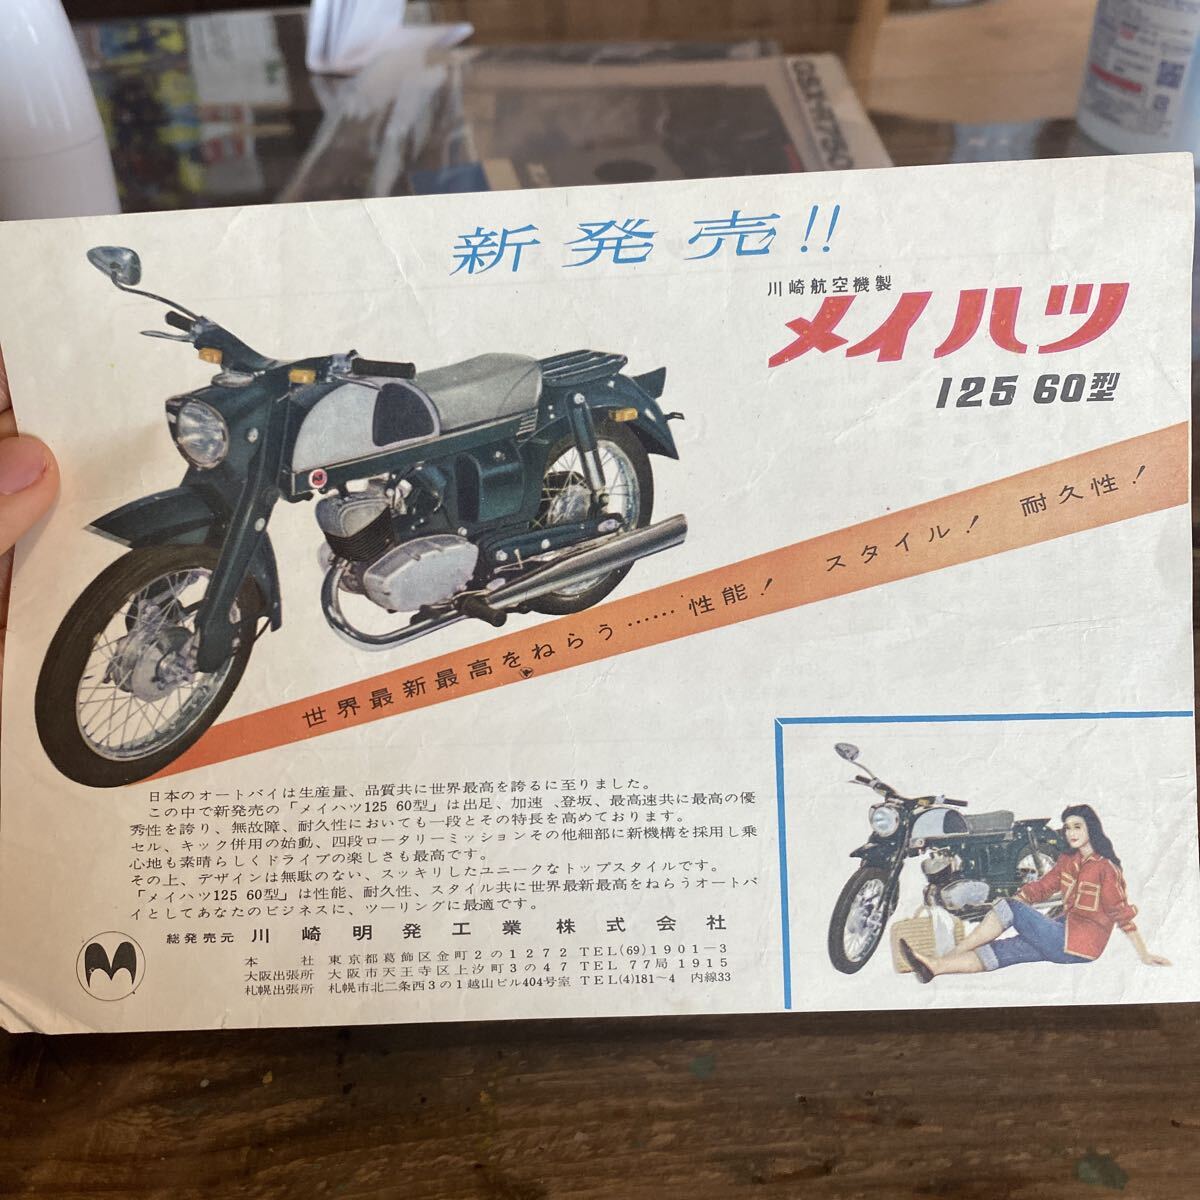 GSX-R750
新発売!!
川崎航空機製
メイハツ
125 60型
世界最新最高をねらう……性能! スタイル! 耐久性!
日本のオートバイは生産量、品質共に世界最高を誇るに至りました。
この中で新発売の「メイハツ125 60型」は出足、加速、登坂、最高速共に最高の優
秀性を誇り、無故障、耐久性においても一段とその特長を高めております。
セル、キック併用の始動、四段ロータリーミッションその他細部に新機構を採用し乗
心地も素晴らしくドライブの楽しさも最高です。
その上、デザインは無駄のない、スッキリしたユニークなトップスタイルです。
「メイハツ125 60型」は性能、耐久性、スタイル共に世界最新最高をねらうオートバ
イとしてあなたのビジネスに、ツーリングに最適です。
総発売元 川崎明発工業株式会社
本社 東京都葛飾区金町2の1272 TEL(69)1901-3
大阪出張所 大阪市天王寺区上汐町3の47 TEL 77局1915
札幌出張所 札幌市北二条西3の1越山ビル404号室 TEL(4)181~4 内線33